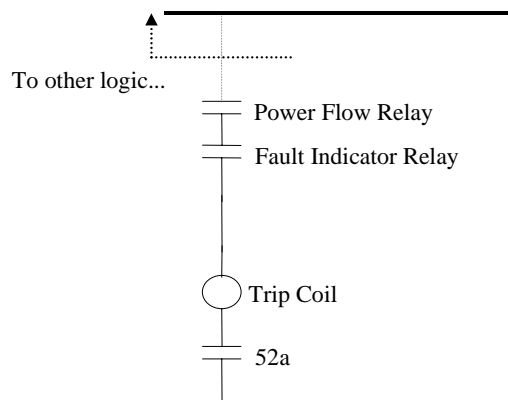 To other logic...
Power Flow Relay
Fault Indicator Relay
Trip Coil
52a